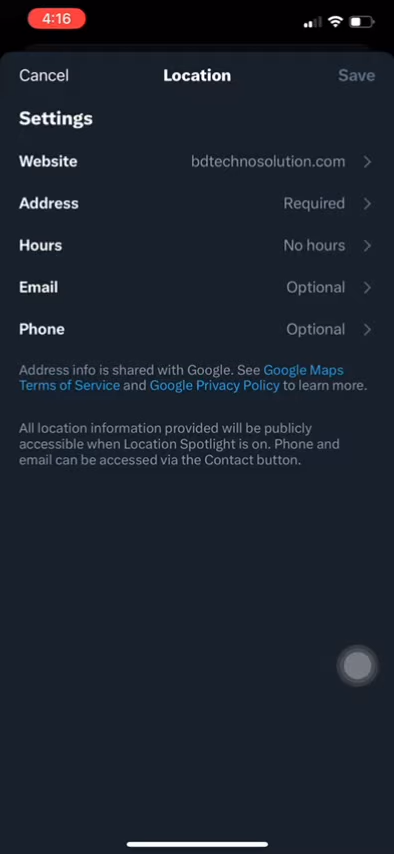 4:16
Cancel Location Save
Settings
Website bdtechnosolution.com
Address Required
Hours No hours
Email Optional
Phone Optional
Address info is shared with Google. See Google Maps
Terms of Service and Google Privacy Policy to learn more.
All location information provided will be publicly
accessible when Location Spotlight is on. Phone and
email can be accessed via the Contact button.